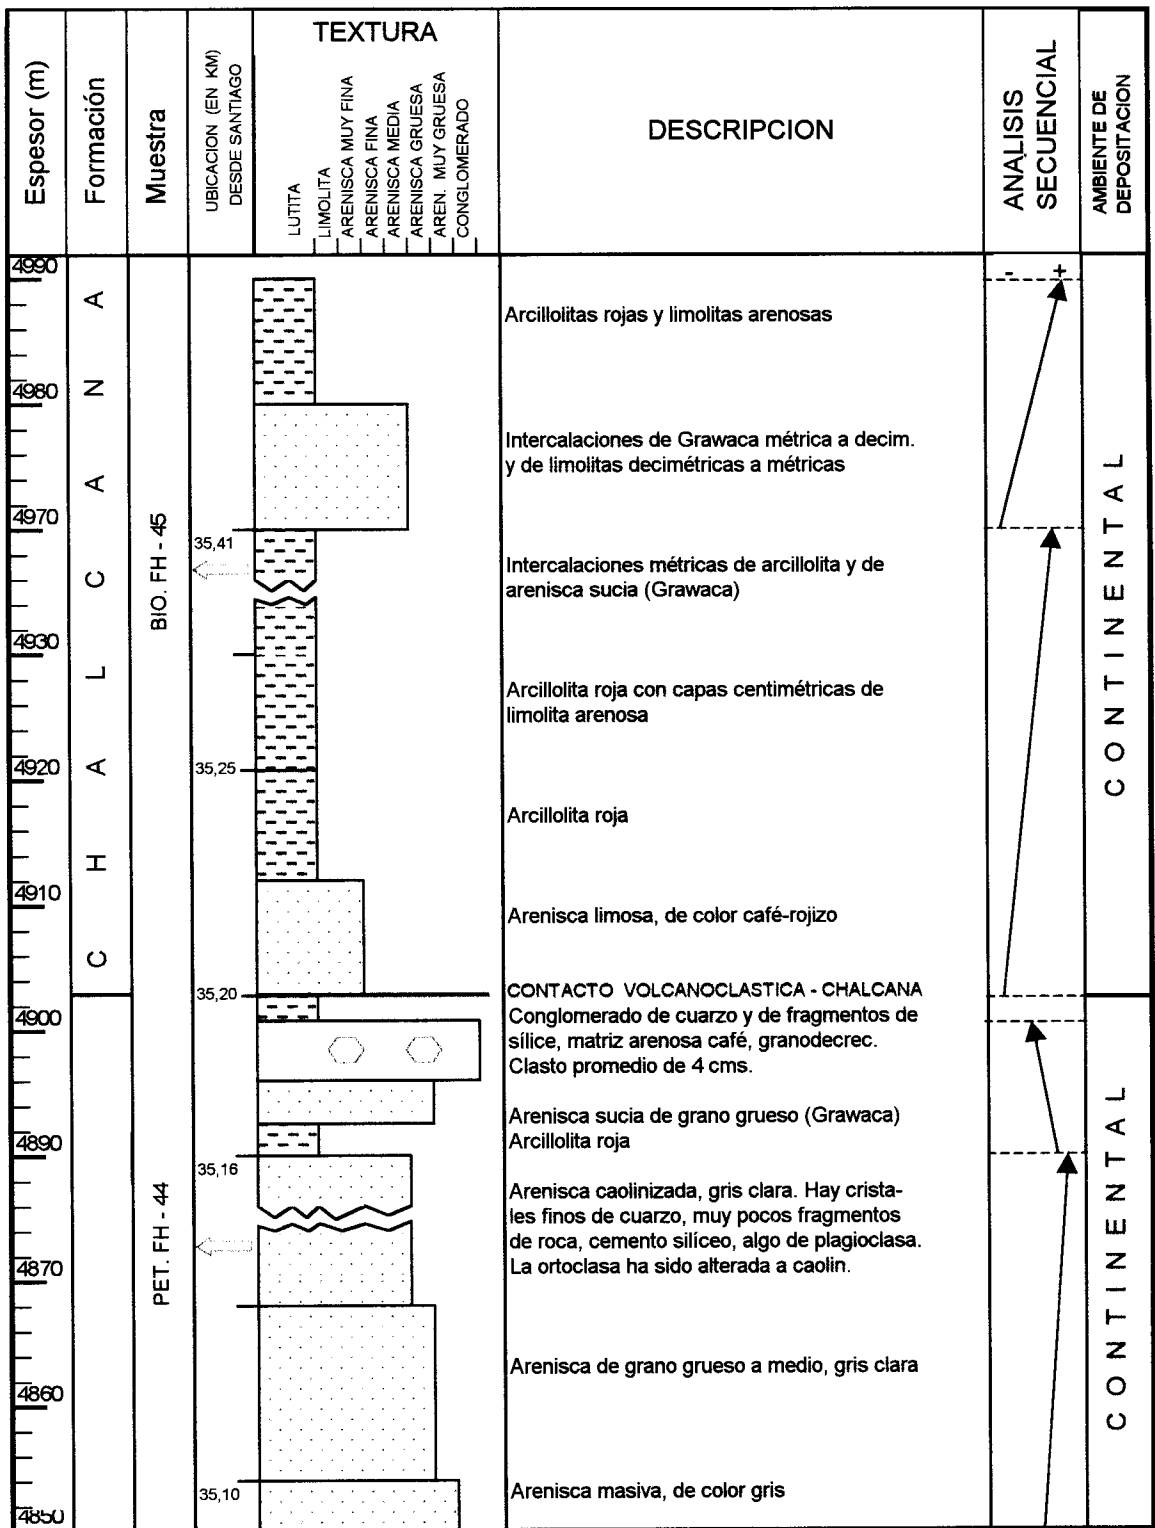 Espesor (m)
Formación
Muestra
UBICACION (EN KM)
DESDE SANTIAGO
TEXTURA
LUTITA
LIMOLITA
ARENISCA MUY FINA
ARENISCA FINA
ARENISCA MEDIA
ARENISCA GRUESA
AREN. MUY GRUESA
CONGLOMERADO
DESCRIPCION
ANALISIS
SECUENCIAL
AMBIENTE DE
DEPOSITACION
4990
4980
4970
4930
4920
4910
4900
4890
4870
4860
4850
CHALCANA
BIO. FH - 45
PET. FH - 44
35,41
35,25
35,20
35,16
35,10
Arcillolitas rojas y limolitas arenosas
Intercalaciones de Grawaca métrica a decim.
y de limolitas decimétricas a métricas
Intercalaciones métricas de arcillolita y de
arenisca sucia (Grawaca)
Arcillolita roja con capas centimétricas de
limolita arenosa
Arcillolita roja
Arenisca limosa, de color café-rojizo
CONTACTO VOLCANOCLASTICA - CHALCANA
Conglomerado de cuarzo y de fragmentos de
sílice, matriz arenosa café, granodecrec.
Clasto promedio de 4 cms.
Arenisca sucia de grano grueso (Grawaca)
Arcillolita roja
Arenisca caolinizada, gris clara. Hay crista-
les finos de cuarzo, muy pocos fragmentos
de roca, cemento silíceo, algo de plagioclasa.
La ortoclasa ha sido alterada a caolin.
Arenisca de grano grueso a medio, gris clara
Arenisca masiva, de color gris
- +
CONTINENTAL
CONTINENTAL